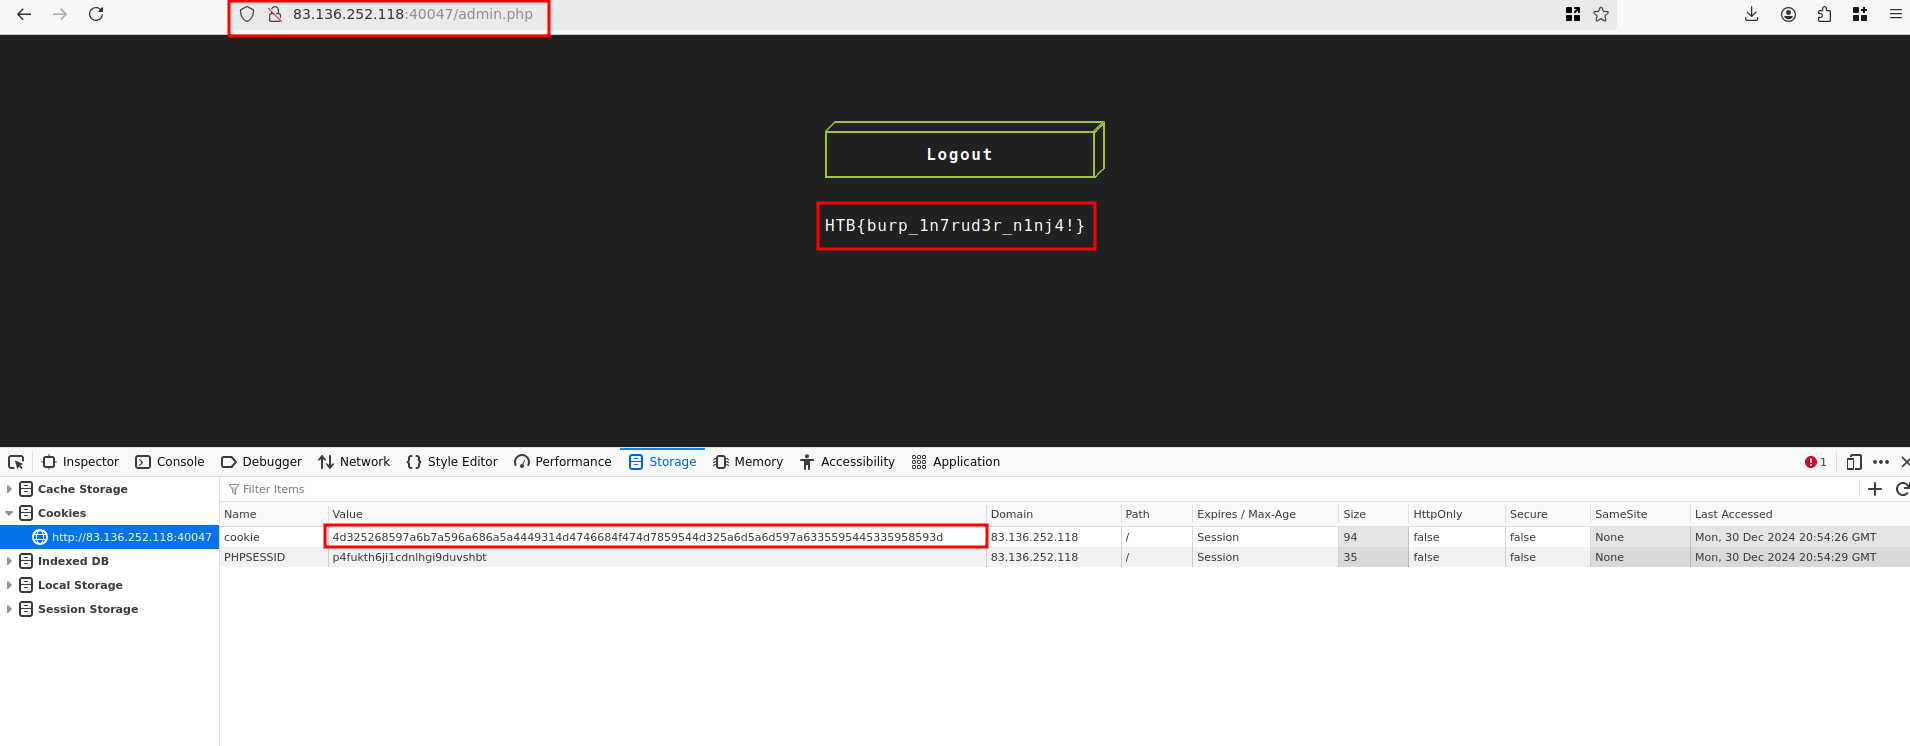 83.136.252.118:40047/admin.php
Logout
HTB{burp_1n7rud3r_n1nj4!}
Inspector Console Debugger Network Style Editor Performance Storage Memory Accessibility Application 1
Cache Storage
Cookies
http://83.136.252.118:40047
Indexed DB
Local Storage
Session Storage
Filter Items
Name Value Domain Path Expires / Max-Age Size HttpOnly Secure SameSite Last Accessed
cookie 4d325268597a6b7a596a686a5a4449314d4746684f474d7859544d325a6d5a6d597a63355954453359585893d 83.136.252.118 / Session 94 false false None Mon, 30 Dec 2024 20:54:26 GMT
PHPSESSID p4fukth6ji1cdnlhgi9duvshbt 83.136.252.118 / Session 35 false false None Mon, 30 Dec 2024 20:54:29 GMT